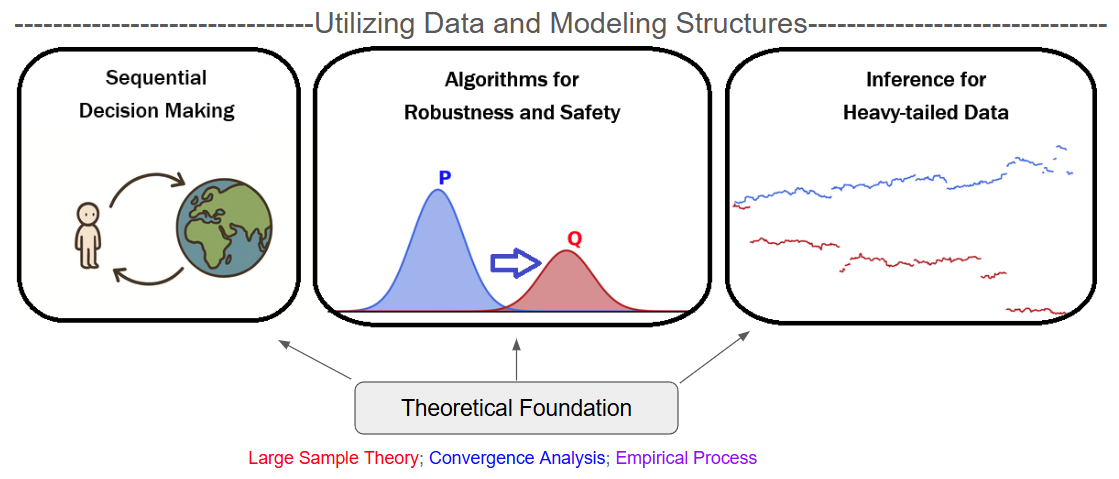 -------------------------Utilizing Data and Modeling Structures-------------------------
Sequential
Decision Making
Algorithms for
Robustness and Safety
P
Q
Inference for
Heavy-tailed Data
Theoretical Foundation
Large Sample Theory; Convergence Analysis; Empirical Process